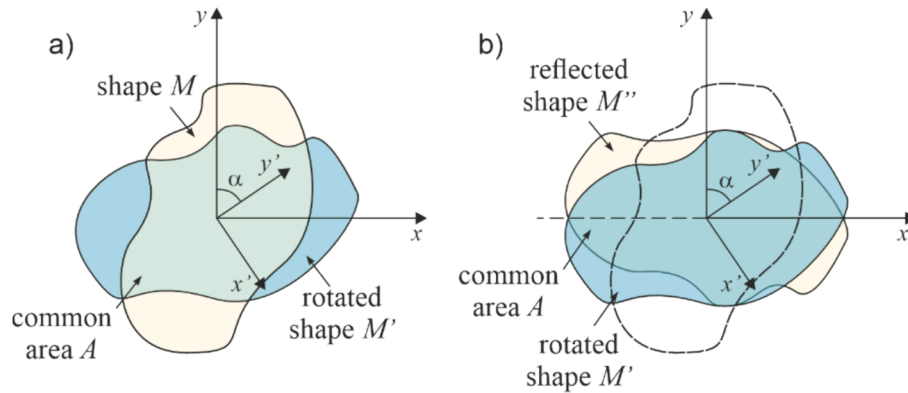 a)
y
shape M
α
y'
x
x'
common
area A
rotated
shape M'
b)
y
reflected
shape M"
α
y'
x
x'
common
area A
rotated
shape M'